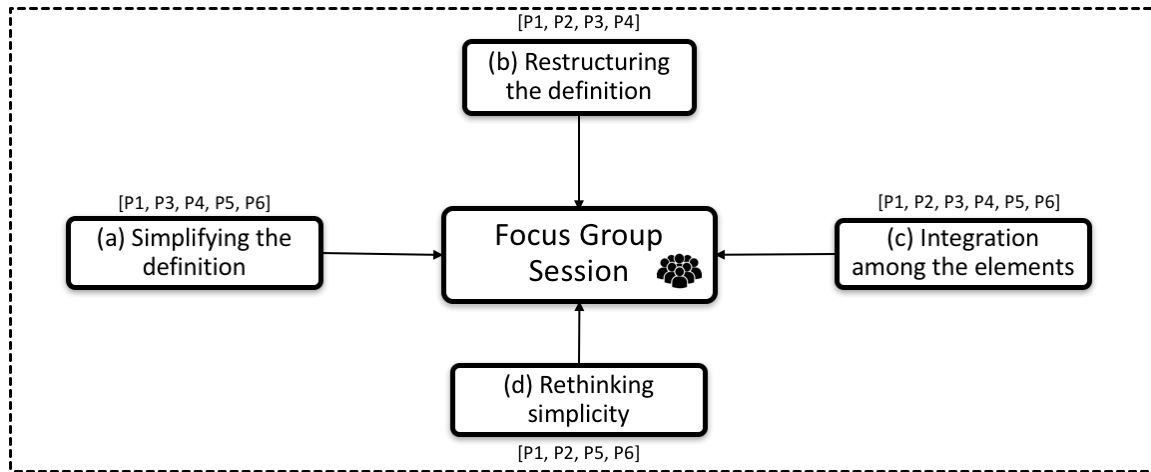 [P1, P2, P3, P4]
(b) Restructuring
the definition
[P1, P3, P4, P5, P6]
(a) Simplifying the
definition
Focus Group
Session
[P1, P2, P3, P4, P5, P6]
(c) Integration
among the elements
(d) Rethinking
simplicity
[P1, P2, P5, P6]